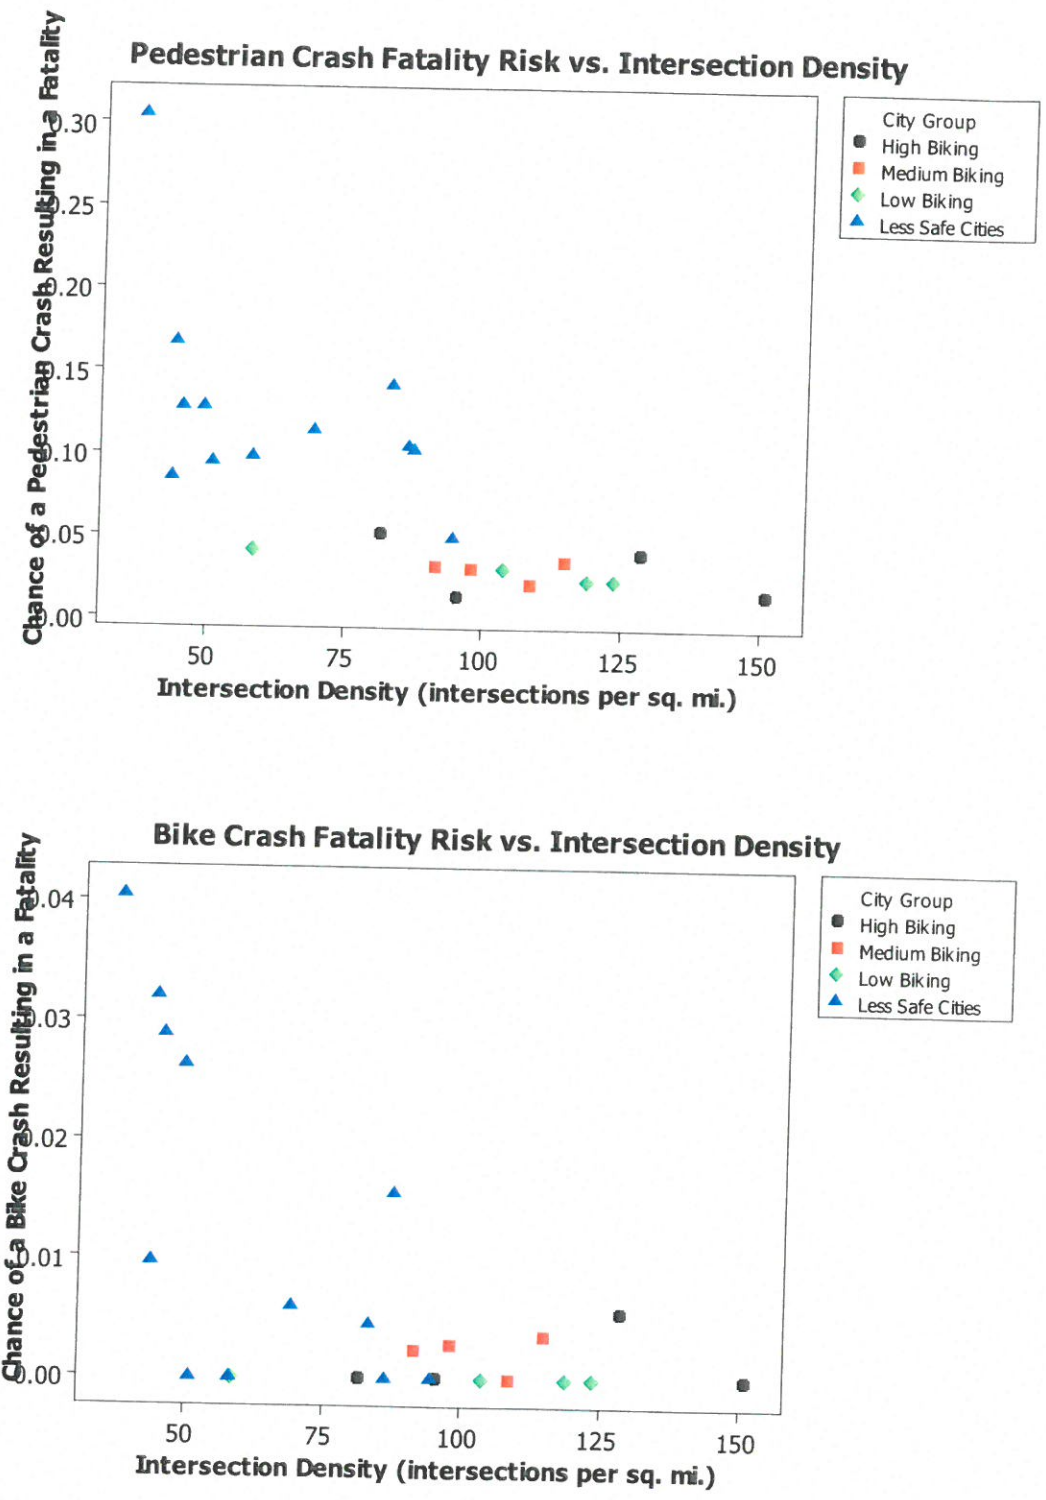 Pedestrian Crash Fatality Risk vs. Intersection Density
Chance of a Pedestrian Crash Resulting in a Fatality
0.30
0.25
0.20
0.15
0.10
0.05
0.00
50 75 100 125 150
Intersection Density (intersections per sq. mi.)
City Group
High Biking
Medium Biking
Low Biking
Less Safe Cities
Bike Crash Fatality Risk vs. Intersection Density
Chance of a Bike Crash Resulting in a Fatality
0.04
0.03
0.02
0.01
0.00
50 75 100 125 150
Intersection Density (intersections per sq. mi.)
City Group
High Biking
Medium Biking
Low Biking
Less Safe Cities